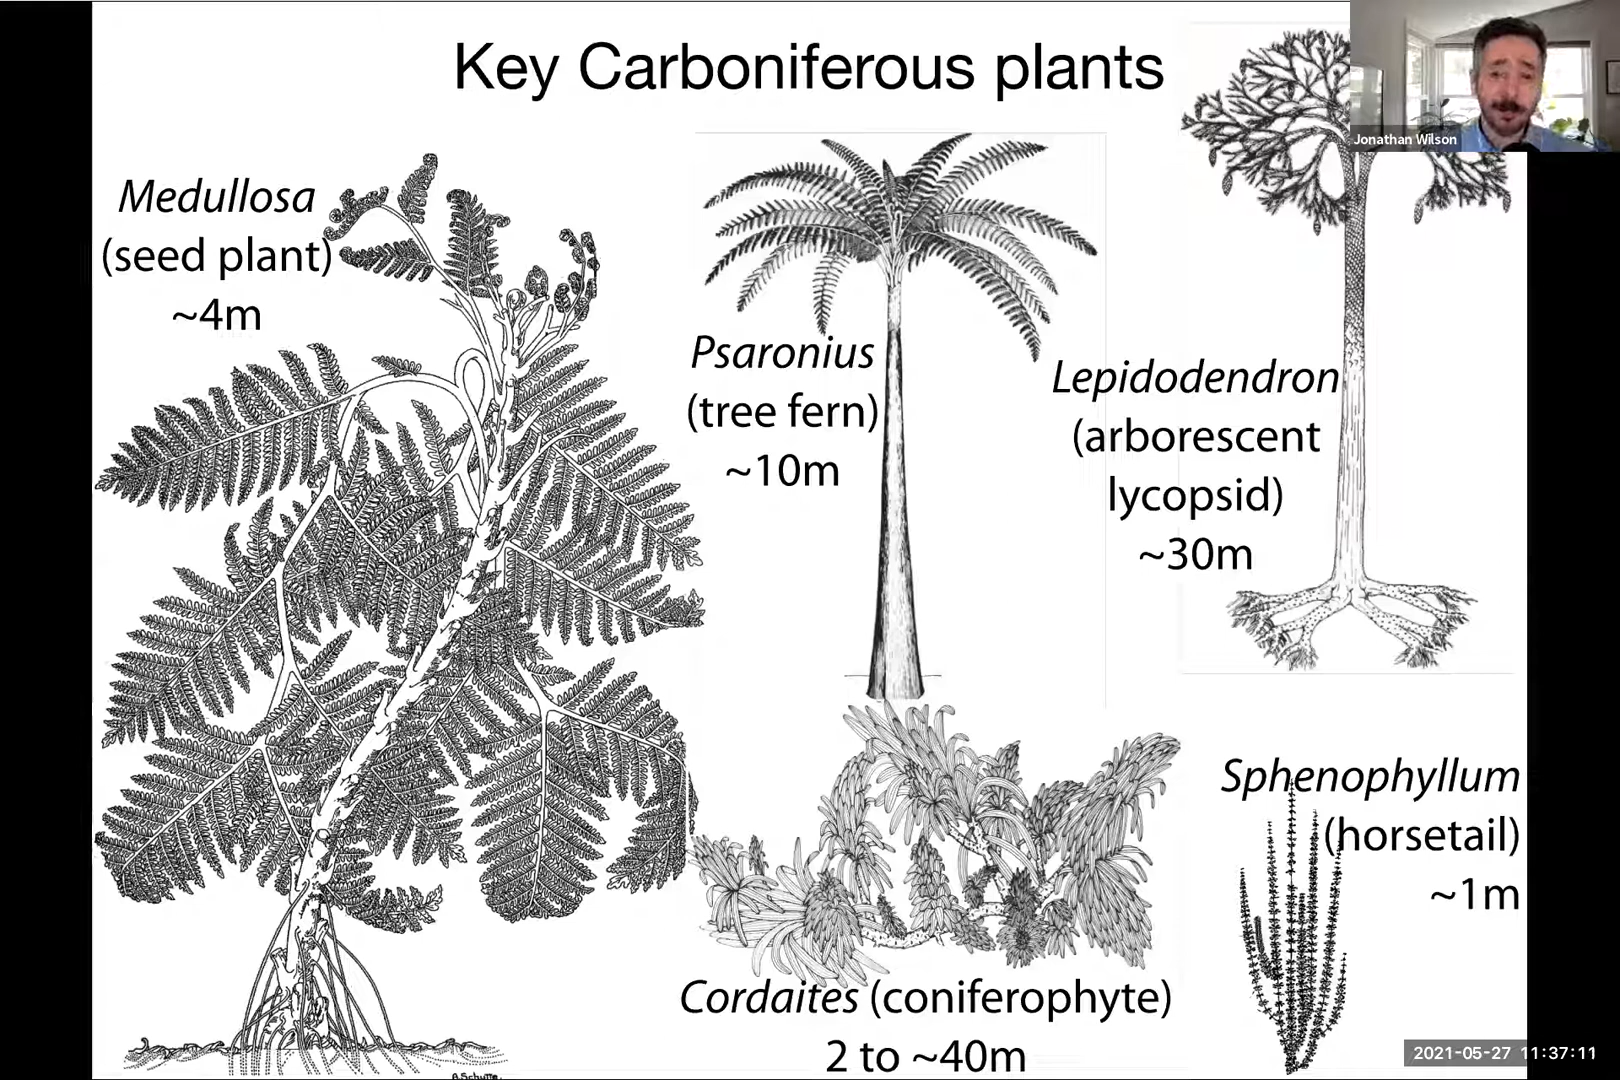 Key Carboniferous plants
Jonathan Wilson
Medullosa
(seed plant)
~4m
Psaronius
(tree fern)
~10m
Lepidodendron
(arborescent
lycopsid)
~30m
Sphenophyllum
(horsetail)
~1m
Cordaites (coniferophyte)
2 to ~40m
A.Schutte.
2021-05-27 11:37:11